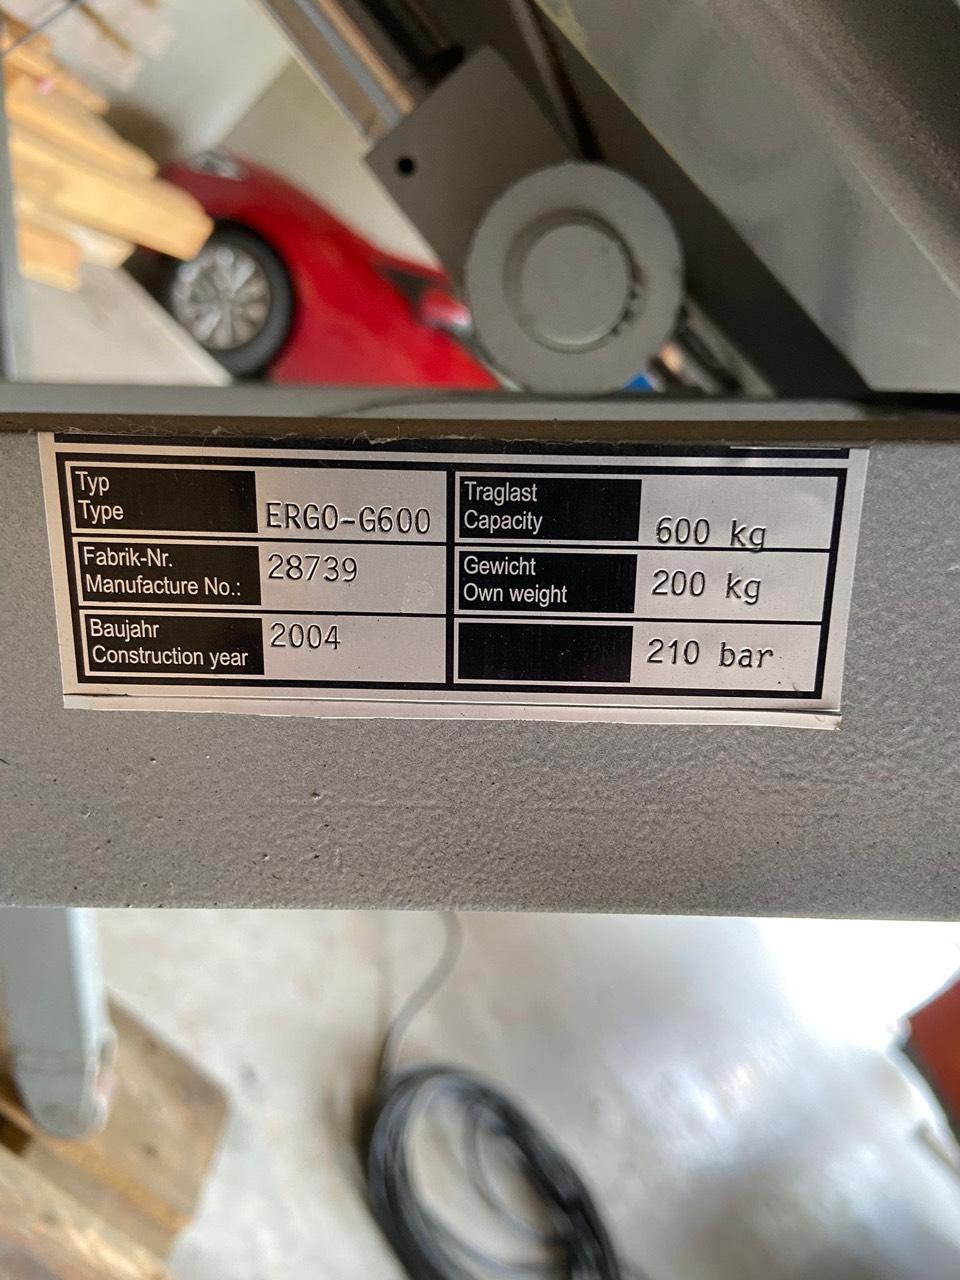 Typ
Type
ERGO-G600
Traglast
Capacity
600 kg
Fabrik-Nr.
Manufacture No.:
28739
Gewicht
Own weight
200 kg
Baujahr
Construction year
2004
210 bar